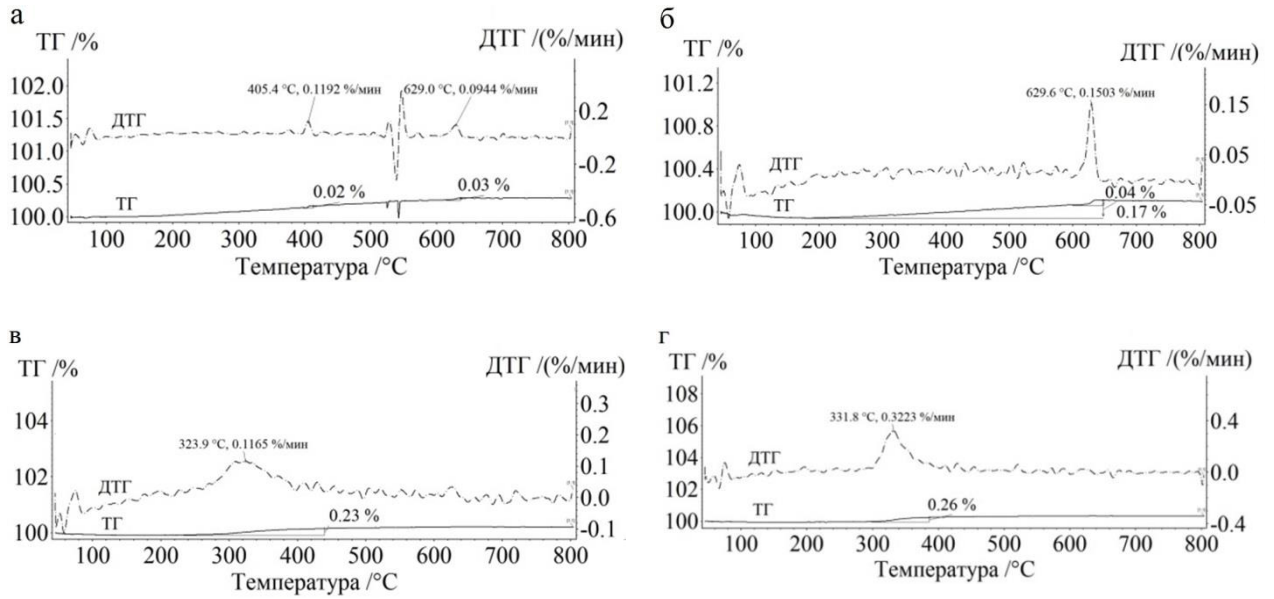 а
ТГ /%
ДТГ /(%/мин)
102.0
101.5
101.0
100.5
100.0
405.4 °C, 0.1192 %/мин
629.0 °C, 0.0944 %/мин
ДТГ
ТГ
0.02 %
0.03 %
0.2
-0.2
-0.6
100 200 300 400 500 600 700 800
Температура /°C
б
ТГ /%
ДТГ /(%/мин)
101.2
100.8
100.4
100.0
629.6 °C, 0.1503 %/мин
ДТГ
ТГ
0.04 %
0.17 %
0.15
0.05
-0.05
100 200 300 400 500 600 700 800
Температура /°C
в
ТГ /%
ДТГ /(%/мин)
104
102
100
323.9 °C, 0.1165 %/мин
ДТГ
ТГ
0.23 %
0.3
0.2
0.1
0.0
-0.1
100 200 300 400 500 600 700 800
Температура /°C
г
ТГ /%
ДТГ /(%/мин)
108
106
104
102
100
331.8 °C, 0.3223 %/мин
ДТГ
ТГ
0.26 %
0.4
0.0
-0.4
100 200 300 400 500 600 700 800
Температура /°C